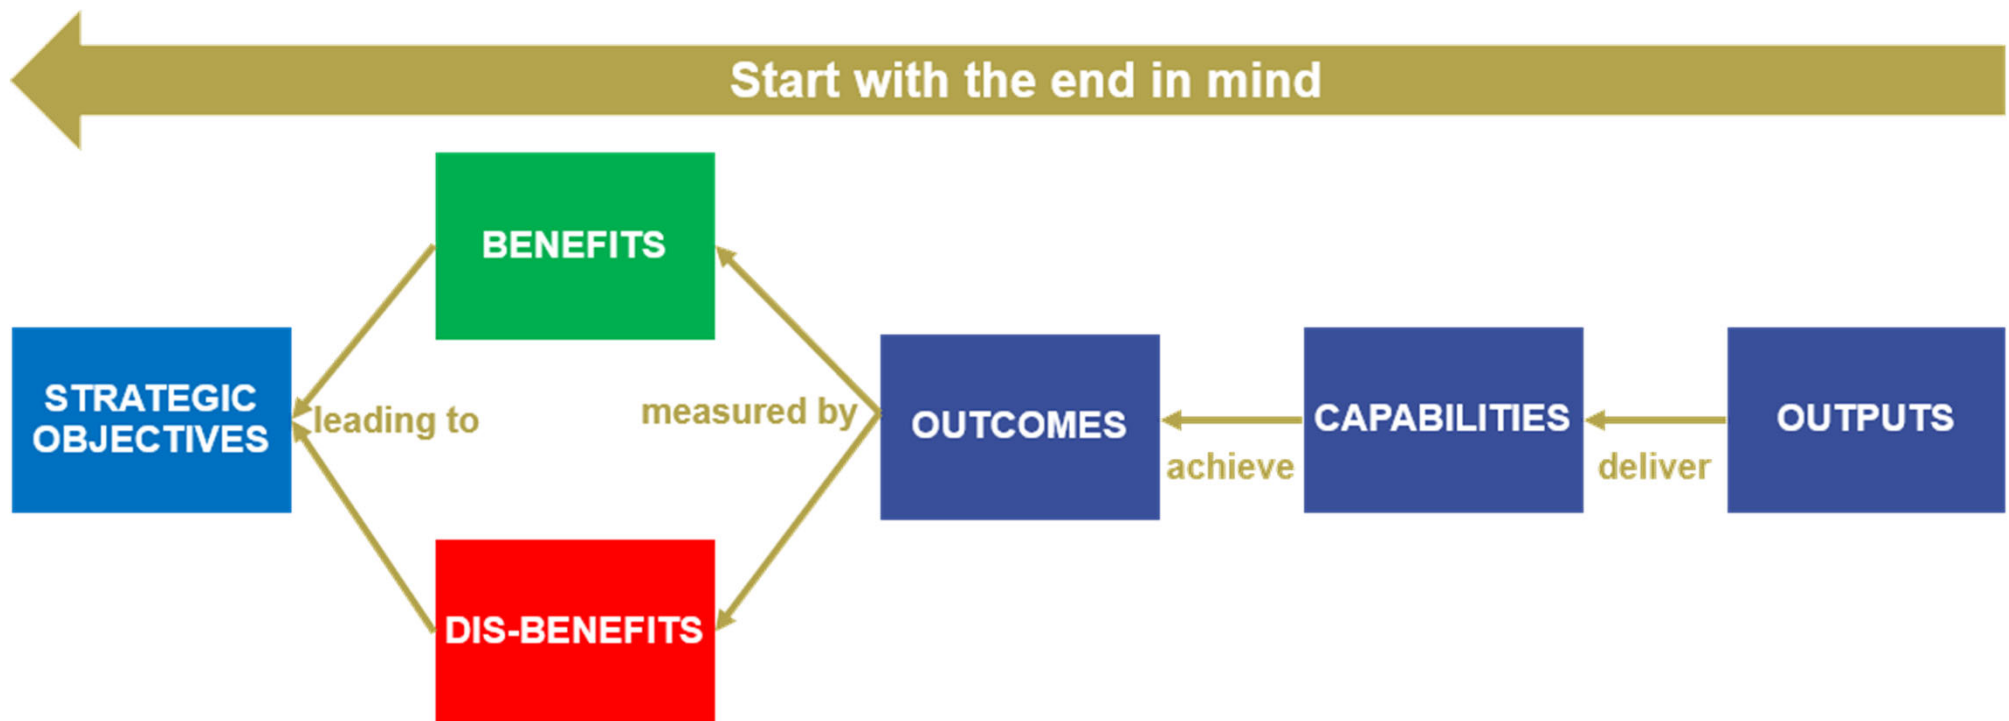 Start with the end in mind
BENEFITS
STRATEGIC
OBJECTIVES
leading to
measured by
OUTCOMES
achieve
CAPABILITIES
deliver
OUTPUTS
DIS-BENEFITS